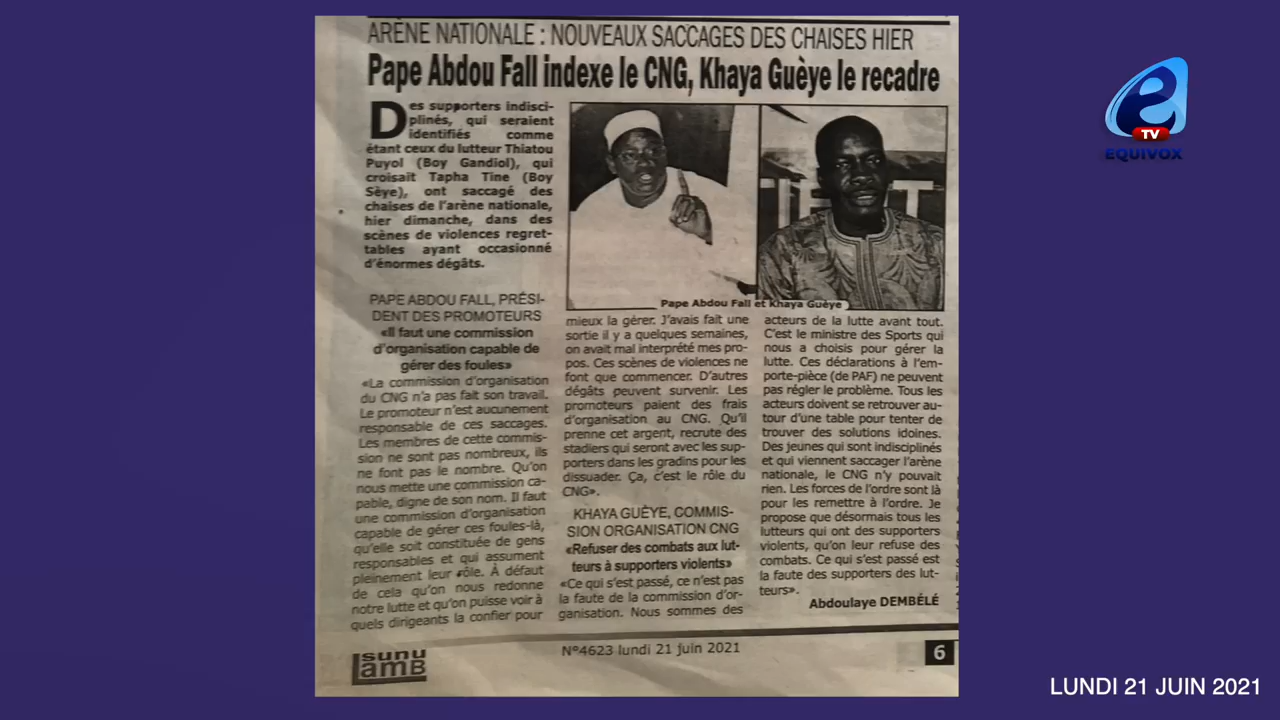 ARÈNE NATIONALE : NOUVEAUX SACCAGES DES CHAISES HIER
Pape Abdou Fall indexe le CNG, Khaya Guèye le recadre
Des supporters indisci-
plinés, qui seraient
identifiés comme
étant ceux du lutteur Thiatou
Puyol (Boy Gandiol), qui
croisait Tapha Tine (Boy
Sèye), ont saccagé des
chaises de l'arène nationale,
hier dimanche, dans des
scènes de violences regret-
tables ayant occasionné
d'énormes dégâts.
PAPE ABDOU FALL, PRÉSI-
DENT DES PROMOTEURS
«Il faut une commission
d'organisation capable de
gérer des foules»
«La commission d'organisation
du CNG n'a pas fait son travail.
Le promoteur n'est aucunement
responsable de ces saccages.
Les membres de cette commis-
sion ne sont pas nombreux, ils
ne font pas le nombre. Qu'on
nous mette une commission ca-
pable, digne de son nom. Il faut
une commission d'organisation
capable de gérer ces foules-là,
qu'elle soit constituée de gens
responsables et qui assument
pleinement leur rôle. À défaut
de cela qu'on nous redonne
notre lutte et qu'on puisse voir à
quels dirigeants la confier pour
Pape Abdou Fall et Khaya Guèye
mieux la gérer. J'avais fait une
sortie il y a quelques semaines,
on avait mal interprété mes pro-
pos. Ces scènes de violences ne
font que commencer. D'autres
dégâts peuvent survenir. Les
promoteurs paient des frais
d'organisation au CNG. Qu'il
prenne cet argent, recrute des
stadiers qui seront avec les sup-
porters dans les gradins pour les
dissuader. Ça, c'est le rôle du
CNG».
KHAYA GUÈYE, COMMIS-
SION ORGANISATION CNG
«Refuser des combats aux lut-
teurs à supporters violents»
«Ce qui s'est passé, ce n'est pas
la faute de la commission d'or-
ganisation. Nous sommes des
acteurs de la lutte avant tout.
C'est le ministre des Sports qui
nous a choisis pour gérer la
lutte. Ces déclarations à l'em-
porte-pièce (de PAF) ne peuvent
pas régler le problème. Tous les
acteurs doivent se retrouver au-
tour d'une table pour tenter de
trouver des solutions idoines.
Des jeunes qui sont indisciplinés
et qui viennent saccager l'arène
nationale, le CNG n'y pouvait
rien. Les forces de l'ordre sont là
pour les remettre à l'ordre. Je
propose que désormais tous les
lutteurs qui ont des supporters
violents, qu'on leur refuse des
combats. Ce qui s'est passé est
la faute des supporters des lut-
teurs».
Abdoulaye DEMBÉLÉ
sunu
Lamb
N°4623 lundi 21 juin 2021
6
e
TV
EQUIVOX
LUNDI 21 JUIN 2021